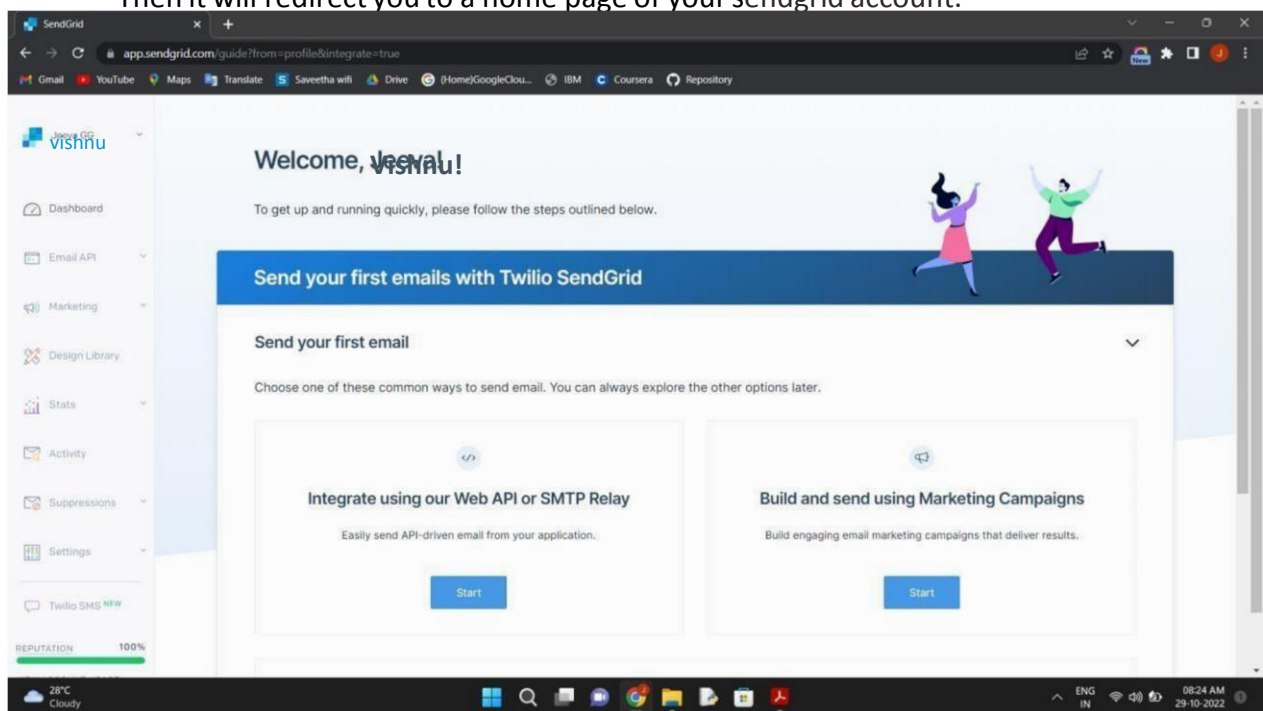 Then it will redirect you to a home page of your sendgrid account.
SendGrid
app.sendgrid.com/guide?from=profile&integrate=true
New
J
Gmail YouTube Maps Translate Saveetha wifi Drive (Home)GoogleClou... IBM Coursera Repository
vishnu
Welcome, Vishnu!
Dashboard
To get up and running quickly, please follow the steps outlined below.
Email API
Send your first emails with Twilio SendGrid
Marketing
Send your first email
Design Library
Choose one of these common ways to send email. You can always explore the other options later.
Stats
Activity
Suppressions
Integrate using our Web API or SMTP Relay
Build and send using Marketing Campaigns
Easily send API-driven email from your application.
Build engaging email marketing campaigns that deliver results.
Settings
Start
Start
Twilio SMS NEW
REPUTATION 100%
28°C
Cloudy
ENG
IN
08:24 AM
29-10-2022